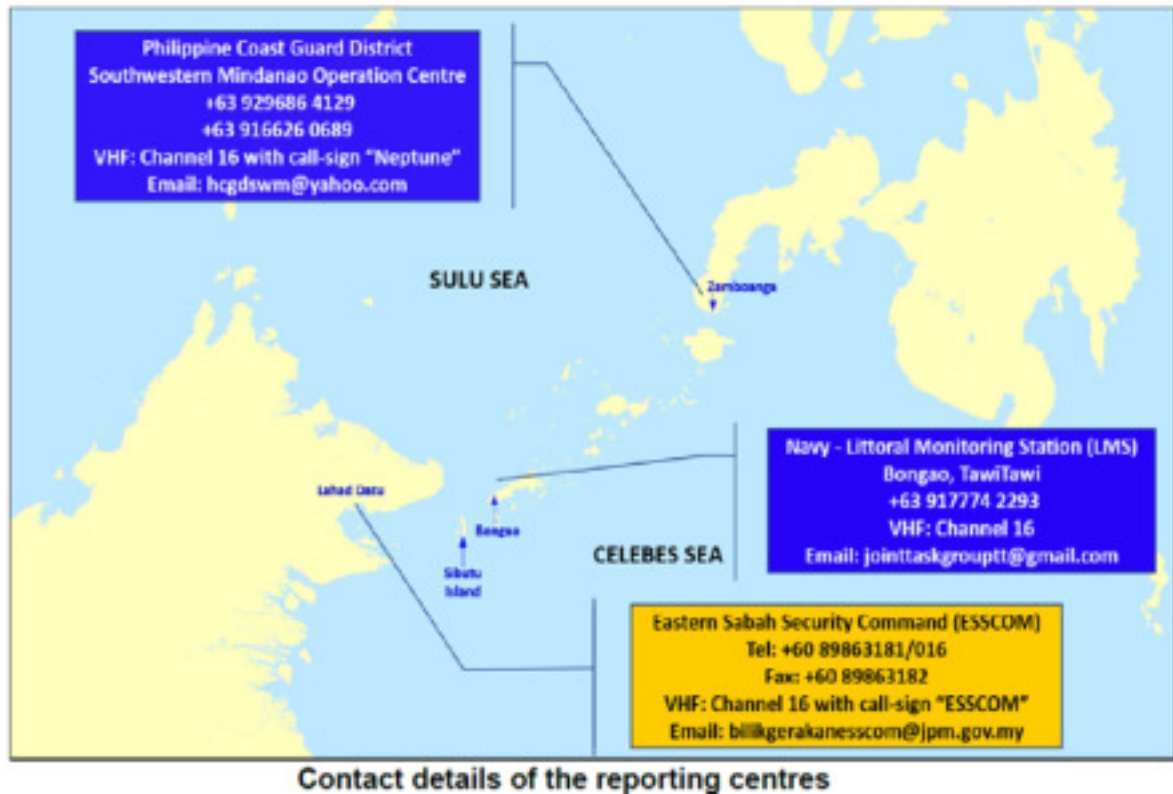 Philippine Coast Guard District
Southwestern Mindanao Operation Centre
+63 929686 4129
+63 916626 0689
VHF: Channel 16 with call-sign "Neptune"
Email: hcgdswm@yahoo.com
SULU SEA
Zamboanga
Navy - Littoral Monitoring Station (LMS)
Bongao, TawiTawi
+63 917774 2293
VHF: Channel 16
Email: jointtaskgrouptt@gmail.com
Lahad Datu
Bongao
CELEBES SEA
Sibutu
Island
Eastern Sabah Security Command (ESSCOM)
Tel: +60 89863181/016
Fax: +60 89863182
VHF: Channel 16 with call-sign "ESSCOM"
Email: bilikgerakanesscom@jpm.gov.my
Contact details of the reporting centres